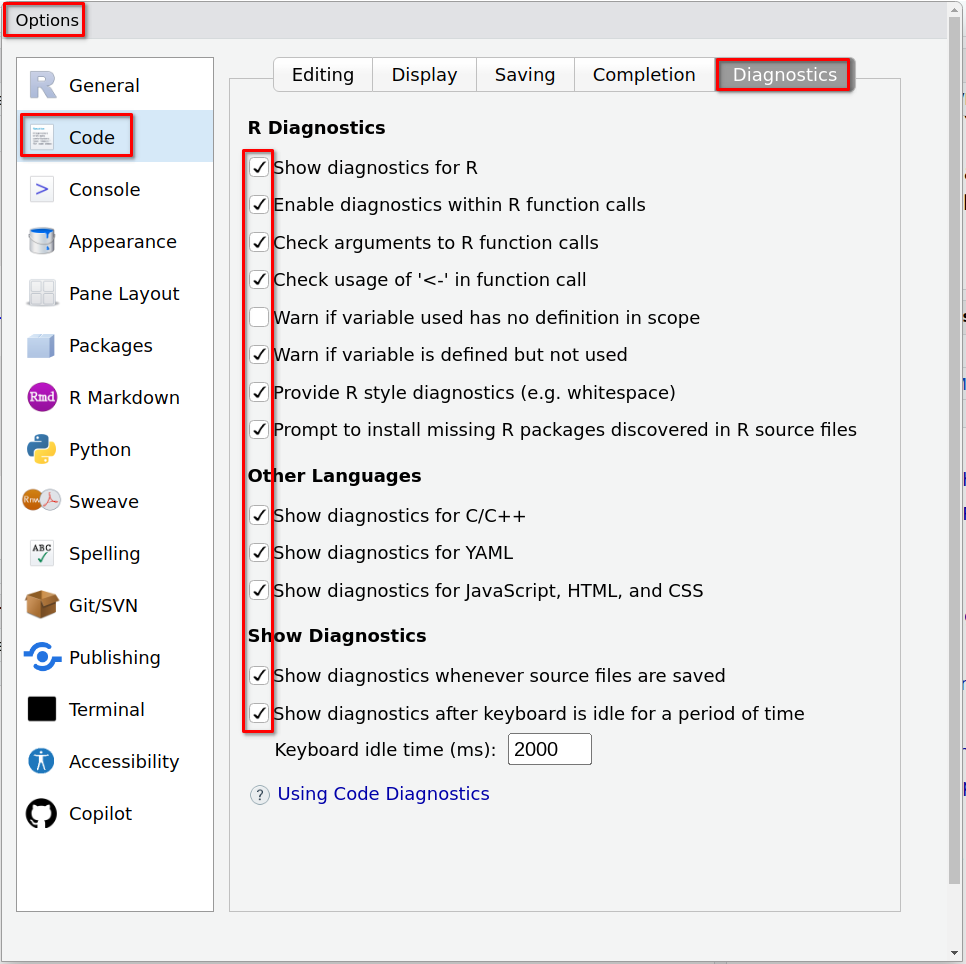 Options
General
Code
Console
Appearance
Pane Layout
Packages
Rmd R Markdown
Python
Rnw Sweave
ABC Spelling
Git/SVN
Publishing
Terminal
Accessibility
Copilot
Editing Display Saving Completion Diagnostics
R Diagnostics
Show diagnostics for R
Enable diagnostics within R function calls
Check arguments to R function calls
Check usage of '<-' in function call
Warn if variable used has no definition in scope
Warn if variable is defined but not used
Provide R style diagnostics (e.g. whitespace)
Prompt to install missing R packages discovered in R source files
Other Languages
Show diagnostics for C/C++
Show diagnostics for YAML
Show diagnostics for JavaScript, HTML, and CSS
Show Diagnostics
Show diagnostics whenever source files are saved
Show diagnostics after keyboard is idle for a period of time
Keyboard idle time (ms): 2000
? Using Code Diagnostics